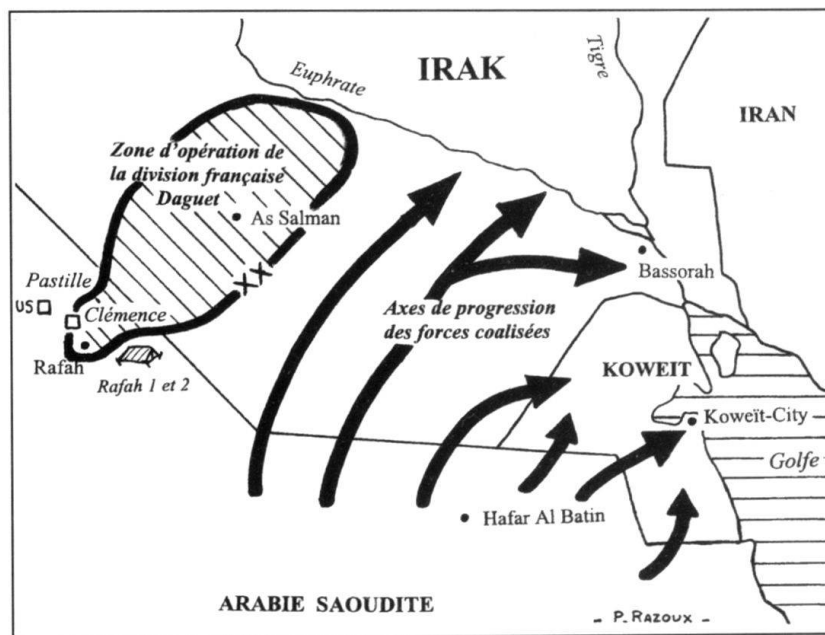 IRAK
Tigre
Euphrate
IRAN
Zone d'opération de
la division française
Daguet
As Salman
Bassorah
Pastille
US
Clémence
Axes de progression
des forces coalisées
Rafah
Rafah 1 et 2
KOWEIT
Koweït-City
Golfe
Hafar Al Batin
ARABIE SAOUDITE
- P. RAZOUX -